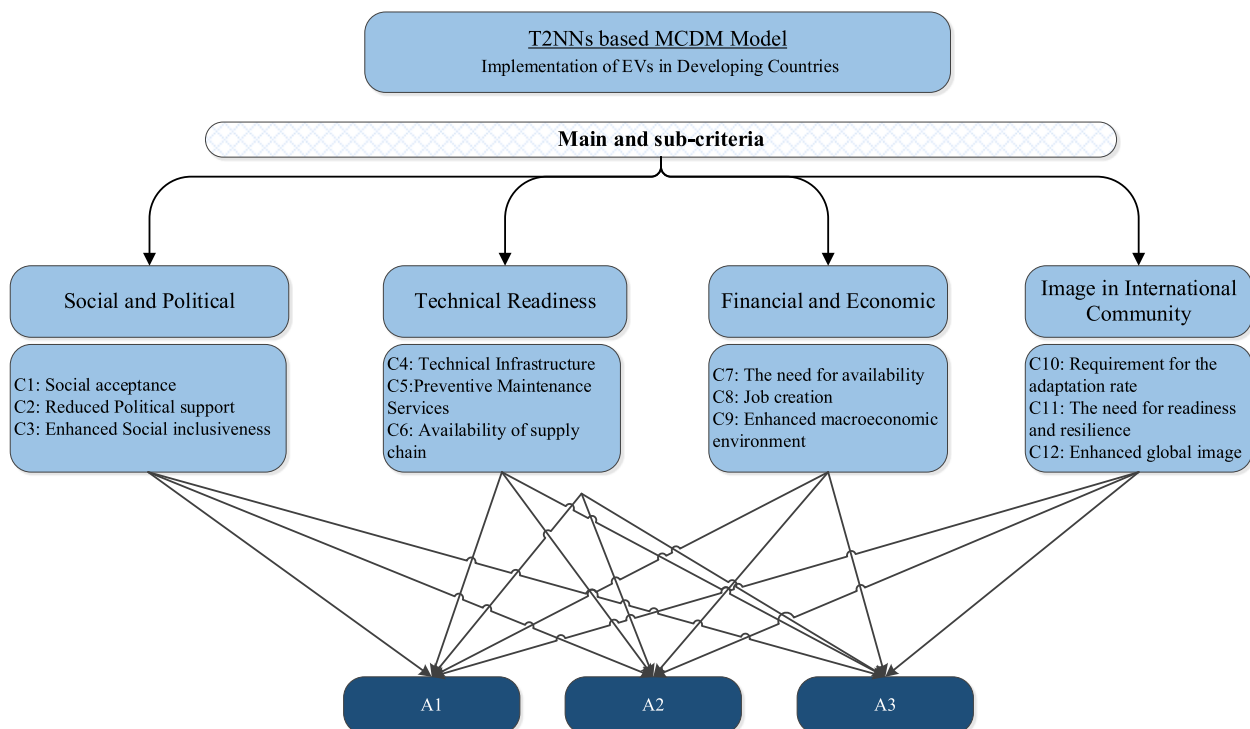 T2NNs based MCDM Model
Implementation of EVs in Developing Countries
Main and sub-criteria
Social and Political
C1: Social acceptance
C2: Reduced Political support
C3: Enhanced Social inclusiveness
Technical Readiness
C4: Technical Infrastructure
C5:Preventive Maintenance
Services
C6: Availability of supply
chain
Financial and Economic
C7: The need for availability
C8: Job creation
C9: Enhanced macroeconomic
environment
Image in International
Community
C10: Requirement for the
adaptation rate
C11: The need for readiness
and resilience
C12: Enhanced global image
A1
A2
A3